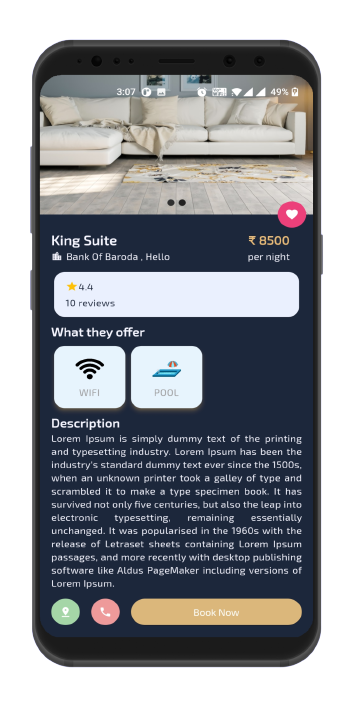 3:07 49%
King Suite ₹ 8500
Bank Of Baroda , Hello per night
4.4
10 reviews
What they offer
WIFI POOL
Description
Lorem Ipsum is simply dummy text of the printing
and typesetting industry. Lorem Ipsum has been the
industry's standard dummy text ever since the 1500s,
when an unknown printer took a galley of type and
scrambled it to make a type specimen book. It has
survived not only five centuries, but also the leap into
electronic typesetting, remaining essentially
unchanged. It was popularised in the 1960s with the
release of Letraset sheets containing Lorem Ipsum
passages, and more recently with desktop publishing
software like Aldus PageMaker including versions of
Lorem Ipsum.
Book Now